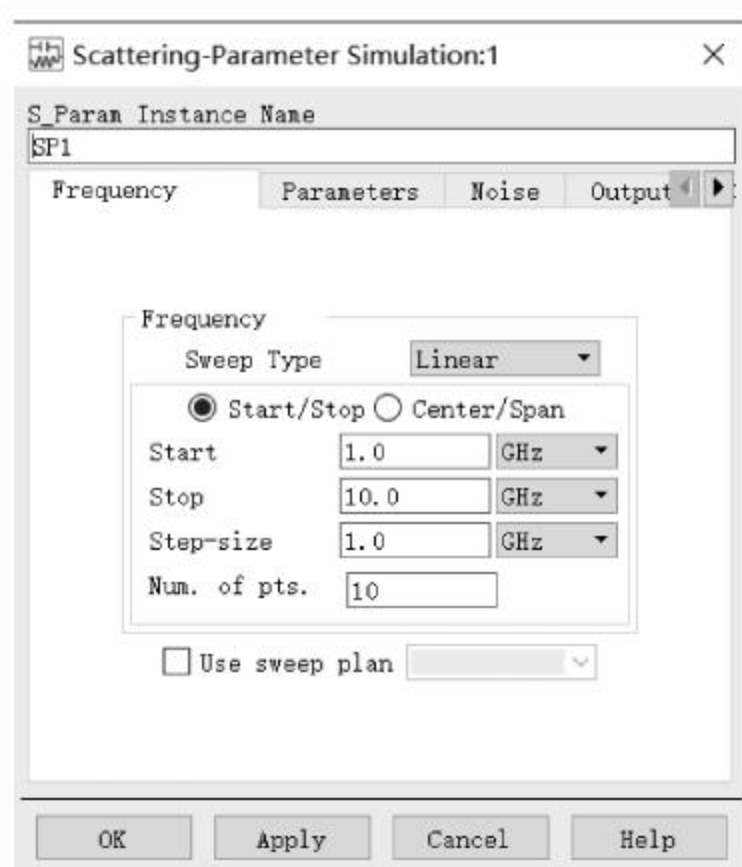 Scattering-Parameter Simulation:1
S_Param Instance Name
SP1
Frequency Parameters Noise Output
Frequency
Sweep Type Linear
Start/Stop Center/Span
Start 1.0 GHz
Stop 10.0 GHz
Step-size 1.0 GHz
Num. of pts. 10
Use sweep plan
OK Apply Cancel Help